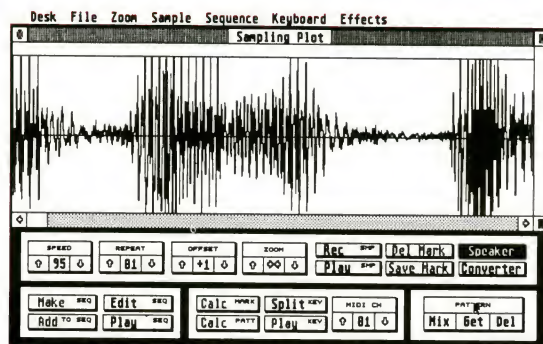 Desk File Zoom Sample Sequence Keyboard Effects
Sampling Plot
SPEED REPEAT OFFSET ZOOM Rec SMP Del Mark Speaker
95 01 +1 Play SMP Save Mark Converter
Make SEQ Edit SEQ Calc MARK Split KEY MIDI CH PATTERN
Add TO SEQ Play SEQ Calc PATT Play KEY 01 Mix Get Del